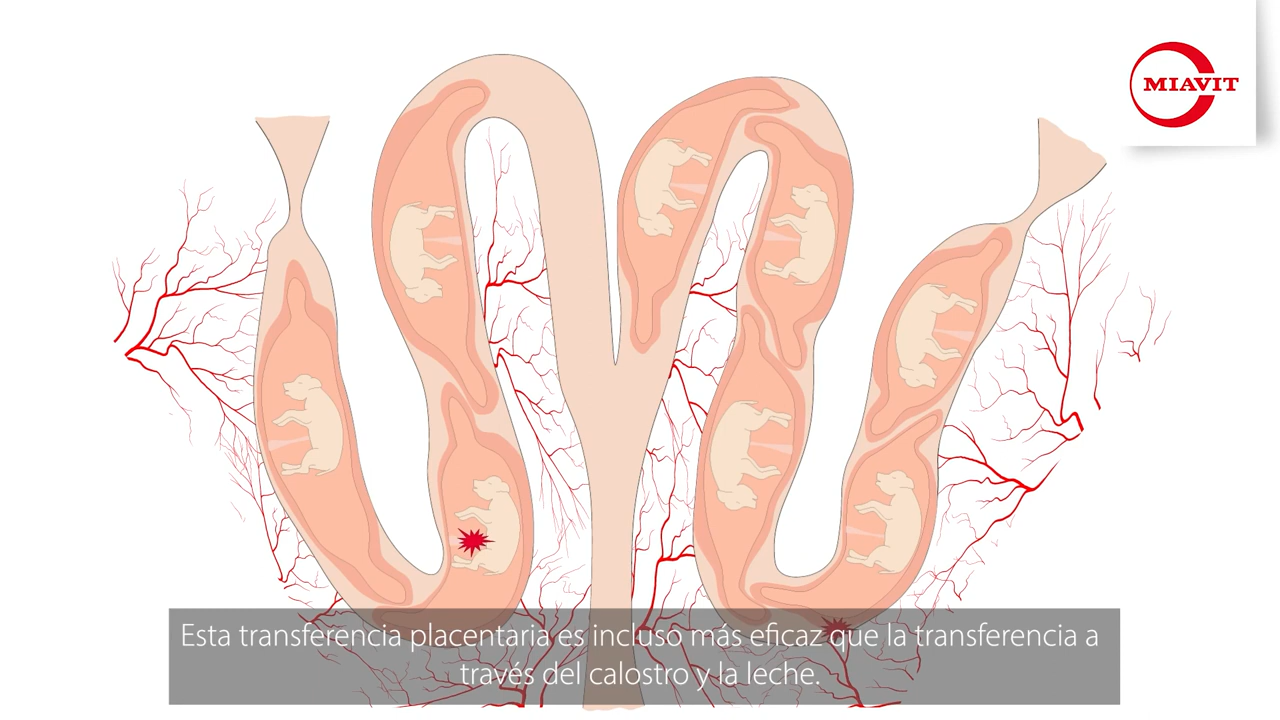 MIAVIT
Esta transferencia placentaria es incluso más eficaz que la transferencia a
través del calostro y la leche.